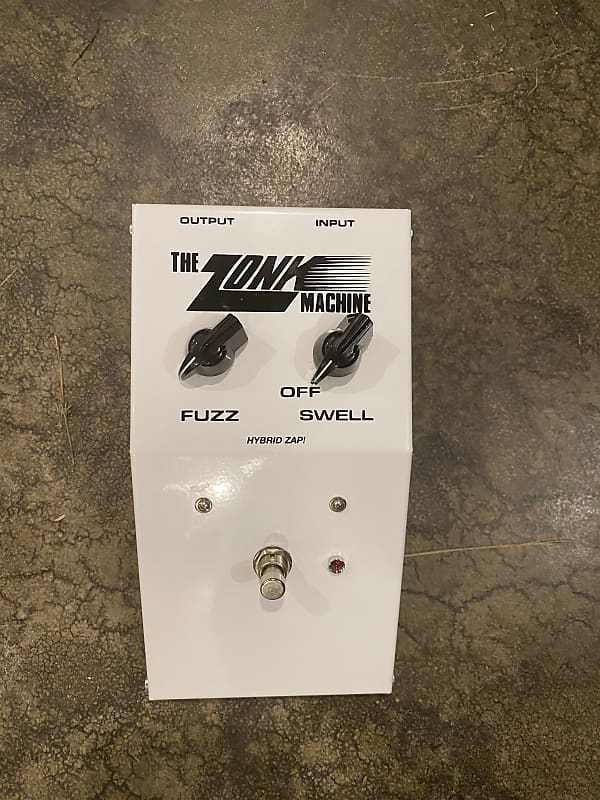 OUTPUT INPUT
THE ZONK
MACHINE
OFF
FUZZ SWELL
HYBRID ZAP!